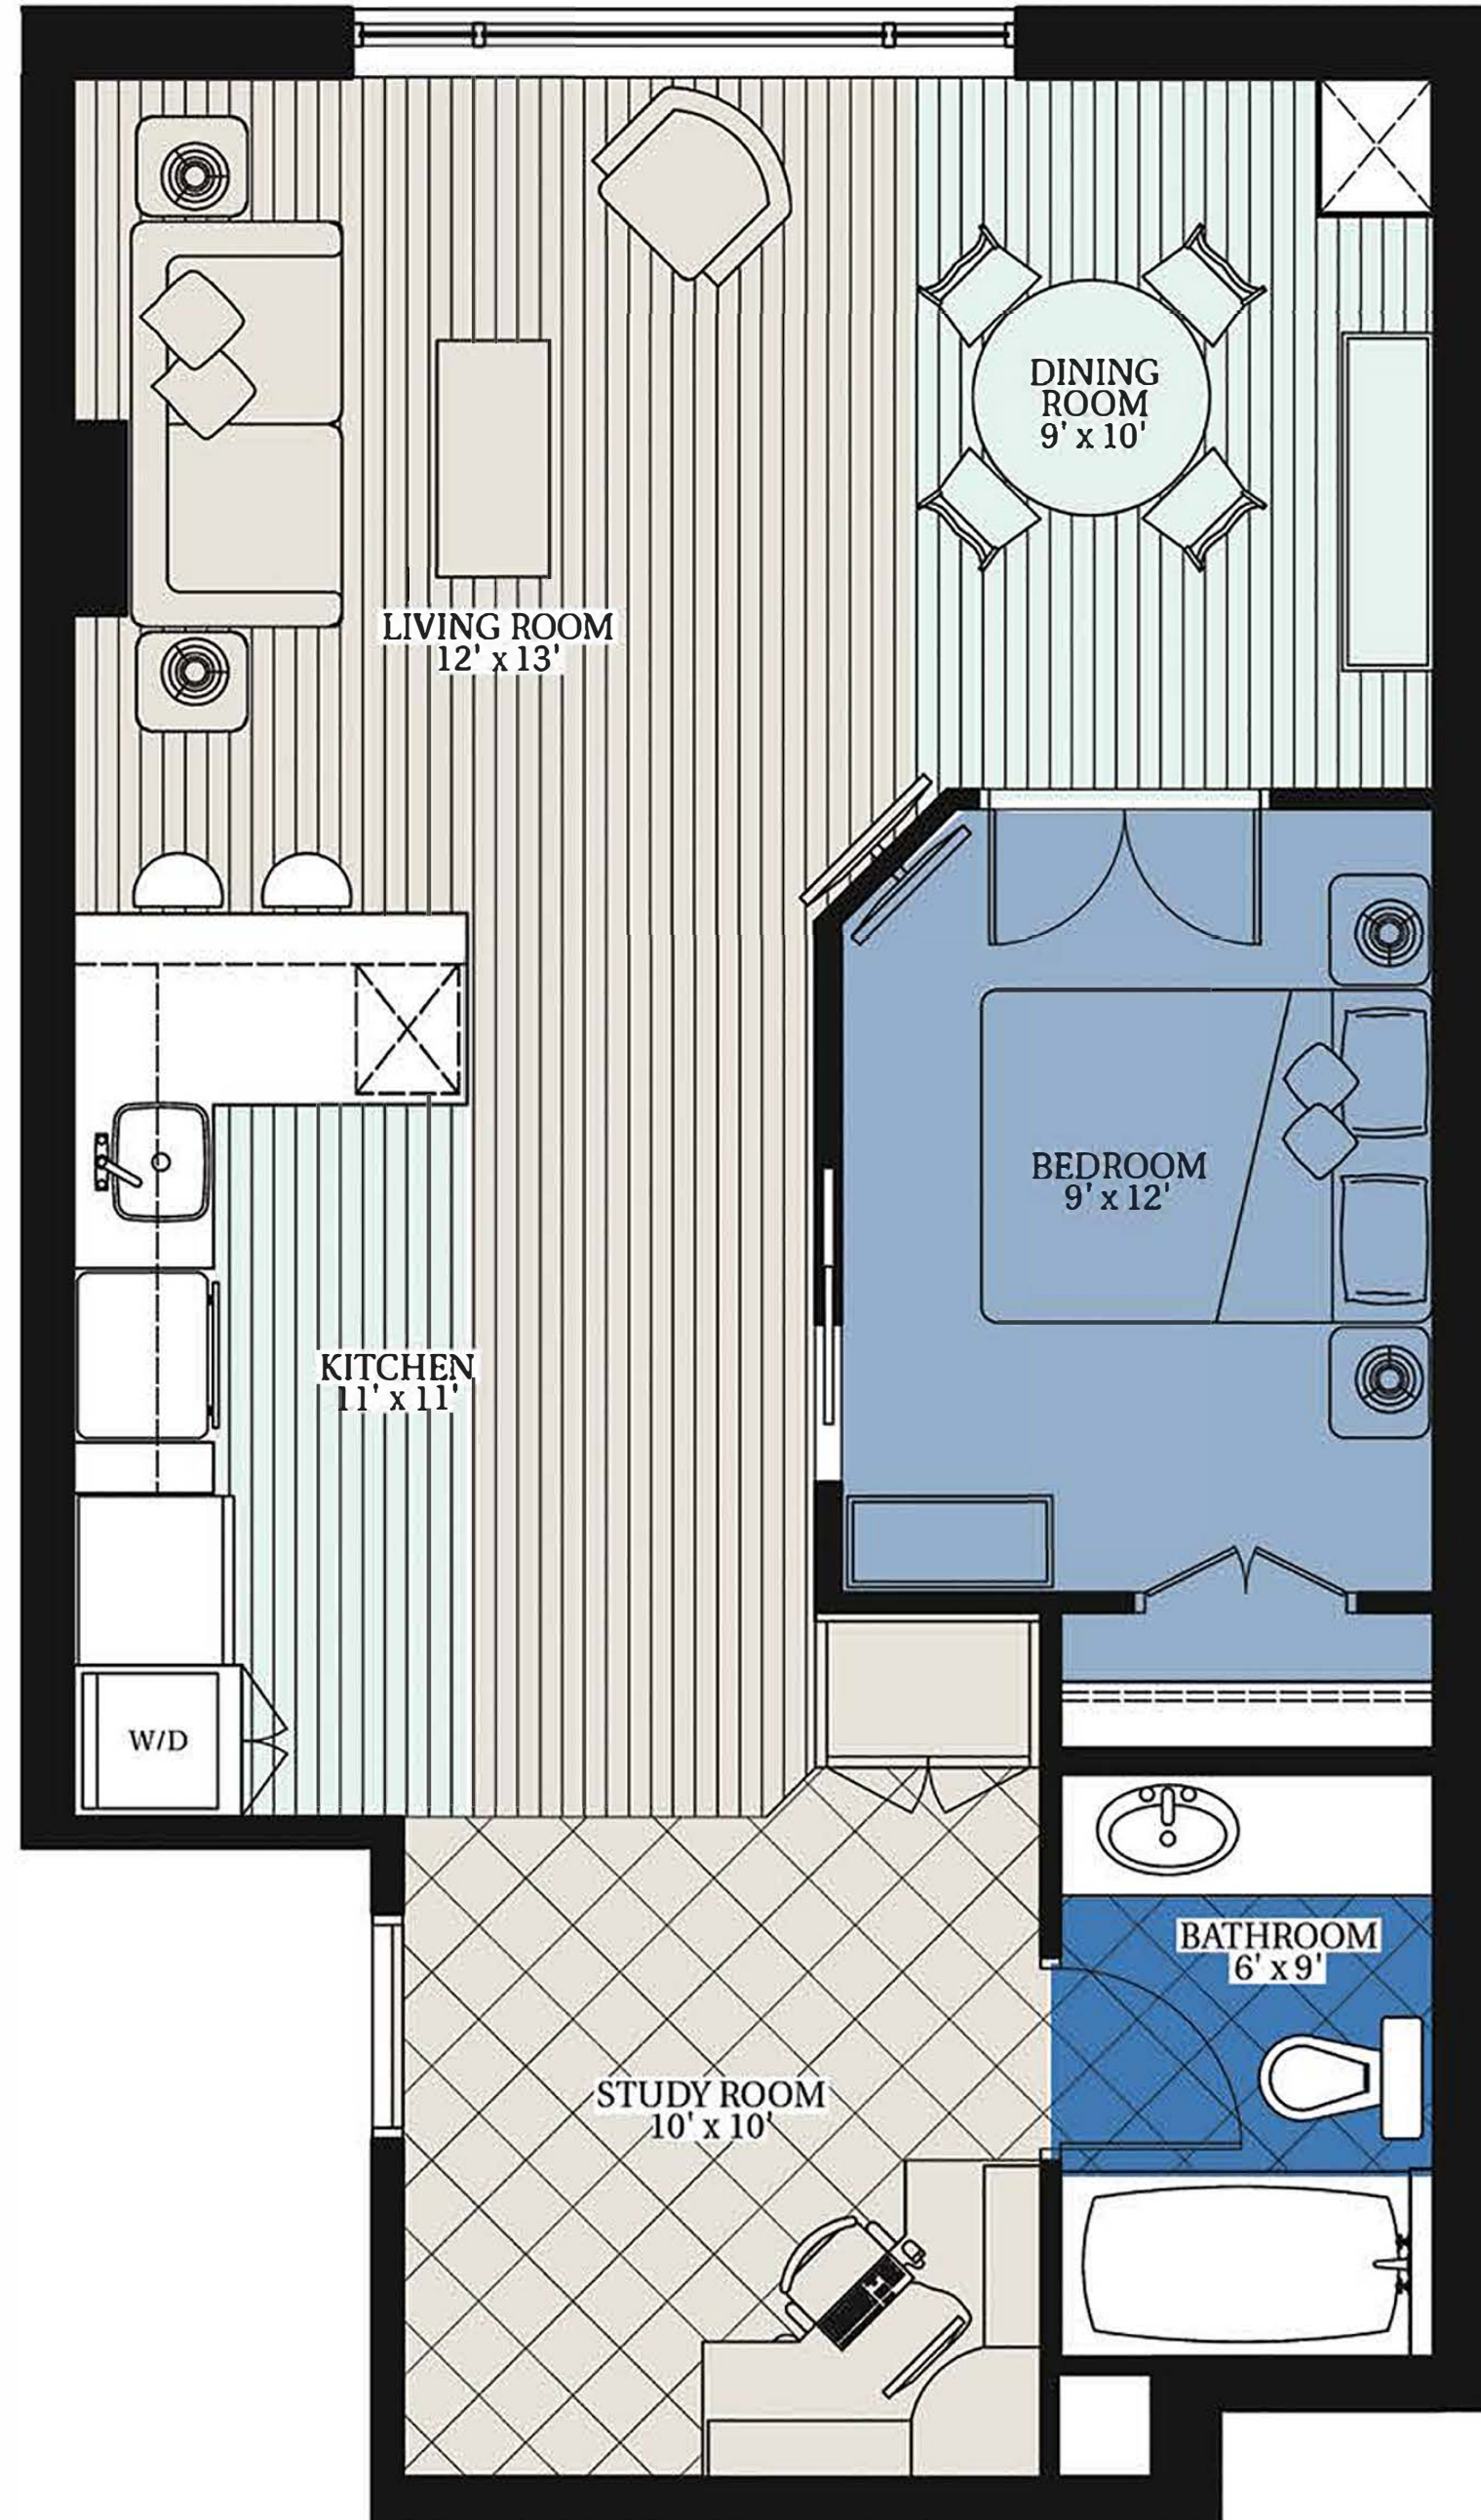 DINING
ROOM
9' x 10'
LIVING ROOM
12' x 13'
BEDROOM
9' x 12'
KITCHEN
11' x 11'
W/D
BATHROOM
6' x 9'
STUDY ROOM
10' x 10'